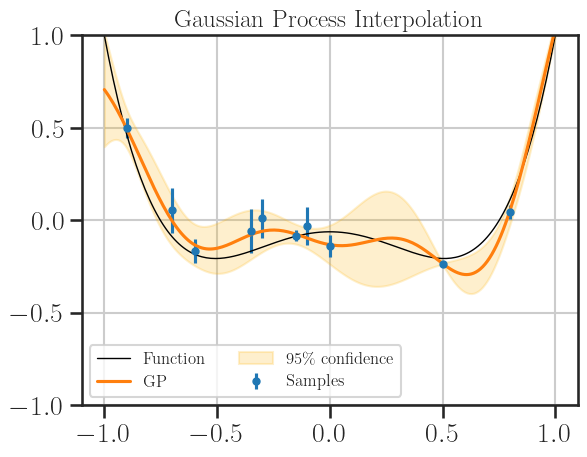 Gaussian Process Interpolation
1.0
0.5
0.0
−0.5
−1.0
Function
GP
95% confidence
Samples
−1.0 −0.5 0.0 0.5 1.0